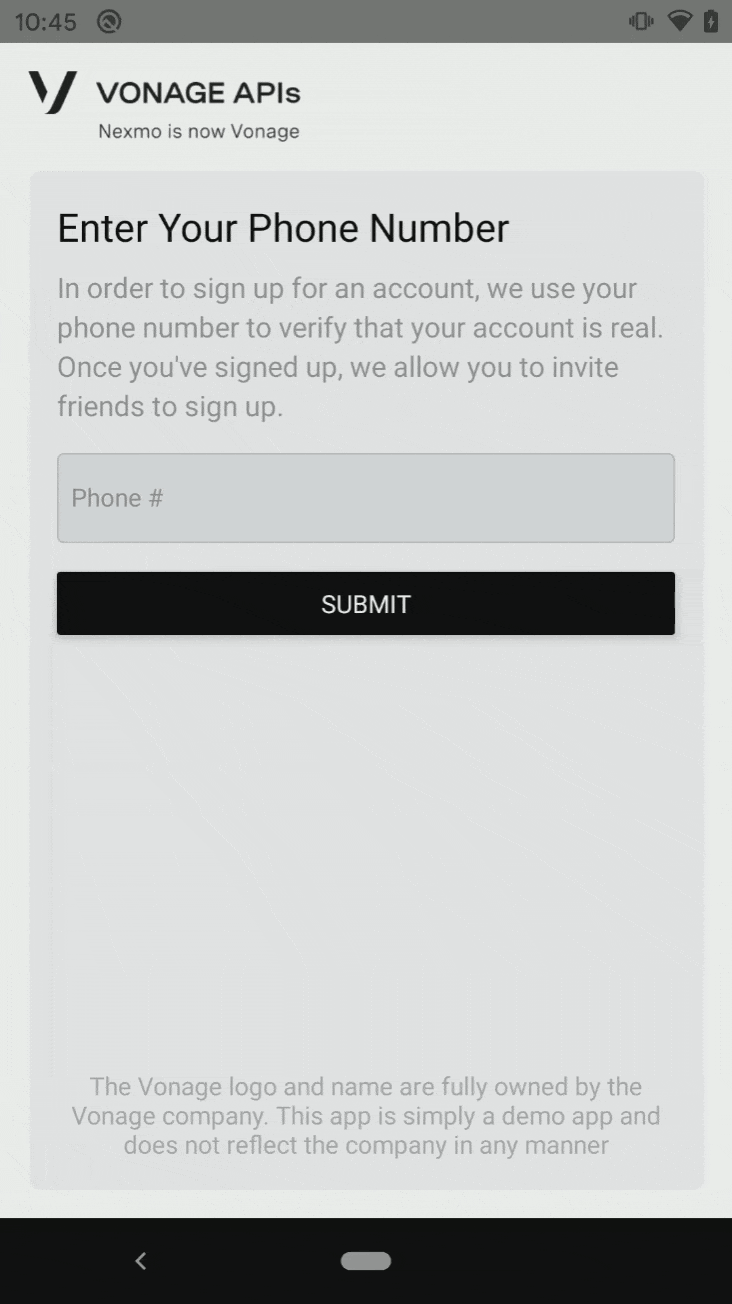 10:45
VONAGE APIs
Nexmo is now Vonage
Enter Your Phone Number
In order to sign up for an account, we use your
phone number to verify that your account is real.
Once you've signed up, we allow you to invite
friends to sign up.
Phone #
SUBMIT
The Vonage logo and name are fully owned by the
Vonage company. This app is simply a demo app and
does not reflect the company in any manner